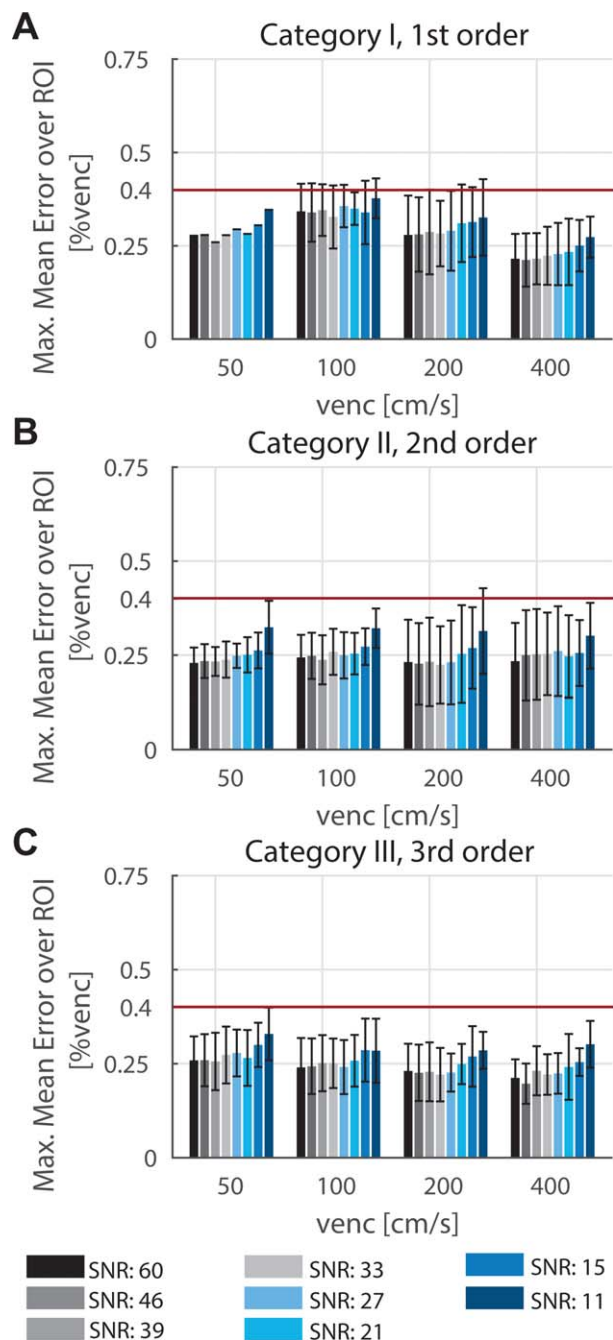 A
Category I, 1st order
Max. Mean Error over ROI
[%venc]
0.75
0.5
0.4
0.25
0
50 100 200 400
venc [cm/s]
B
Category II, 2nd order
Max. Mean Error over ROI
[%venc]
0.75
0.5
0.4
0.25
0
50 100 200 400
venc [cm/s]
C
Category III, 3rd order
Max. Mean Error over ROI
[%venc]
0.75
0.5
0.4
0.25
0
50 100 200 400
venc [cm/s]
SNR: 60 SNR: 33 SNR: 15
SNR: 46 SNR: 27 SNR: 11
SNR: 39 SNR: 21